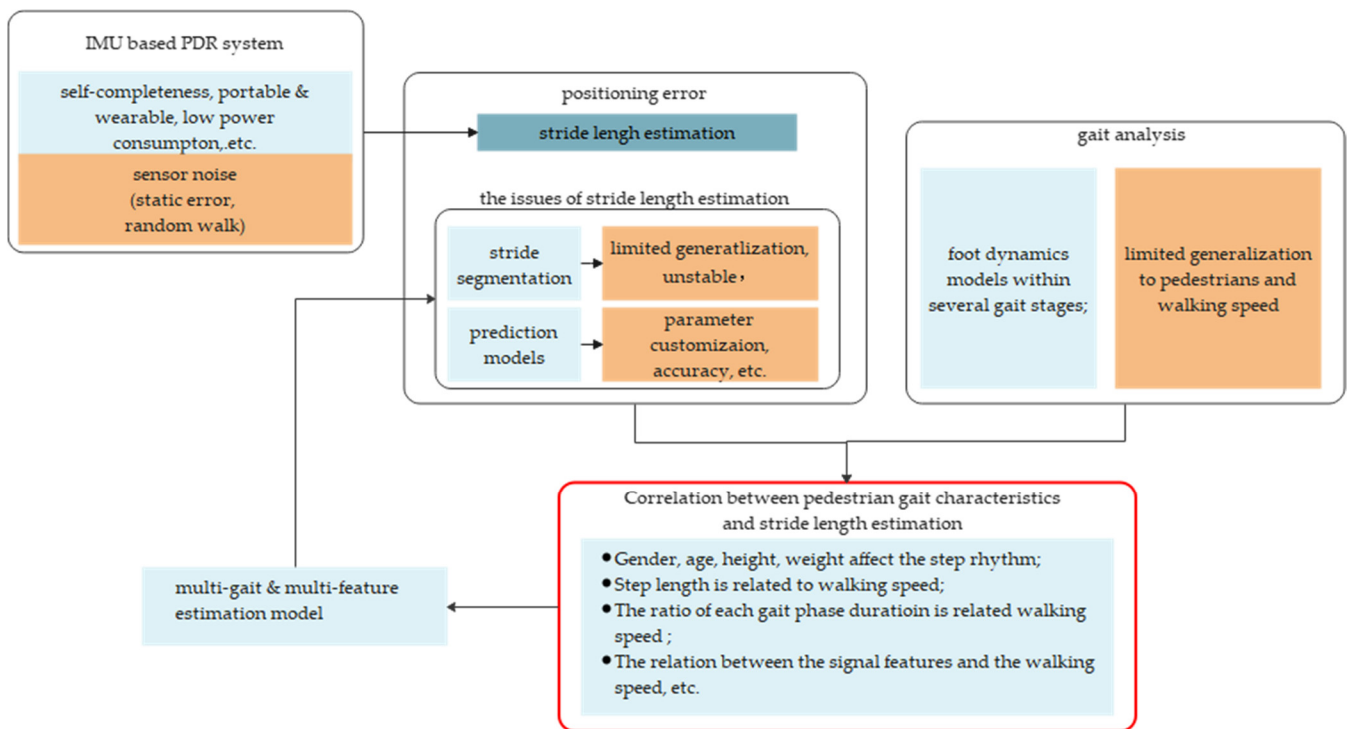 IMU based PDR system
self-completeness, portable &
wearable, low power
consumpton,.etc.
sensor noise
(static error,
random walk)
positioning error
stride lengh estimation
the issues of stride length estimation
stride
segmentation
limited generatlization,
unstable，
prediction
models
parameter
customizaion,
accuracy, etc.
gait analysis
foot dynamics
models within
several gait stages;
limited generalization
to pedestrians and
walking speed
Correlation between pedestrian gait characteristics
and stride length estimation
● Gender, age, height, weight affect the step rhythm;
● Step length is related to walking speed;
● The ratio of each gait phase duratioin is related walking
speed ;
● The relation between the signal features and the walking
speed, etc.
multi-gait & multi-feature
estimation model